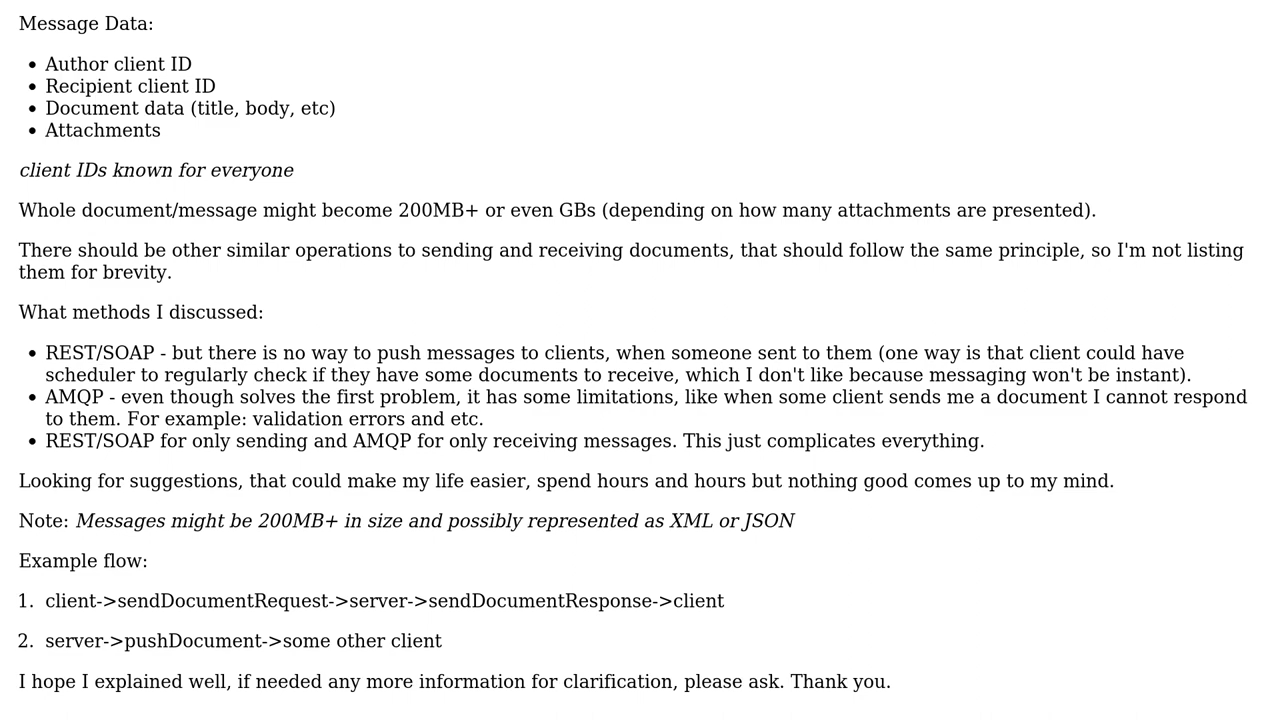 Message Data:
• Author client ID
• Recipient client ID
• Document data (title, body, etc)
• Attachments
client IDs known for everyone
Whole document/message might become 200MB+ or even GBs (depending on how many attachments are presented).
There should be other similar operations to sending and receiving documents, that should follow the same principle, so I'm not listing
them for brevity.
What methods I discussed:
• REST/SOAP - but there is no way to push messages to clients, when someone sent to them (one way is that client could have
scheduler to regularly check if they have some documents to receive, which I don't like because messaging won't be instant).
• AMQP - even though solves the first problem, it has some limitations, like when some client sends me a document I cannot respond
to them. For example: validation errors and etc.
• REST/SOAP for only sending and AMQP for only receiving messages. This just complicates everything.
Looking for suggestions, that could make my life easier, spend hours and hours but nothing good comes up to my mind.
Note: Messages might be 200MB+ in size and possibly represented as XML or JSON
Example flow:
1. client->sendDocumentRequest->server->sendDocumentResponse->client
2. server->pushDocument->some other client
I hope I explained well, if needed any more information for clarification, please ask. Thank you.